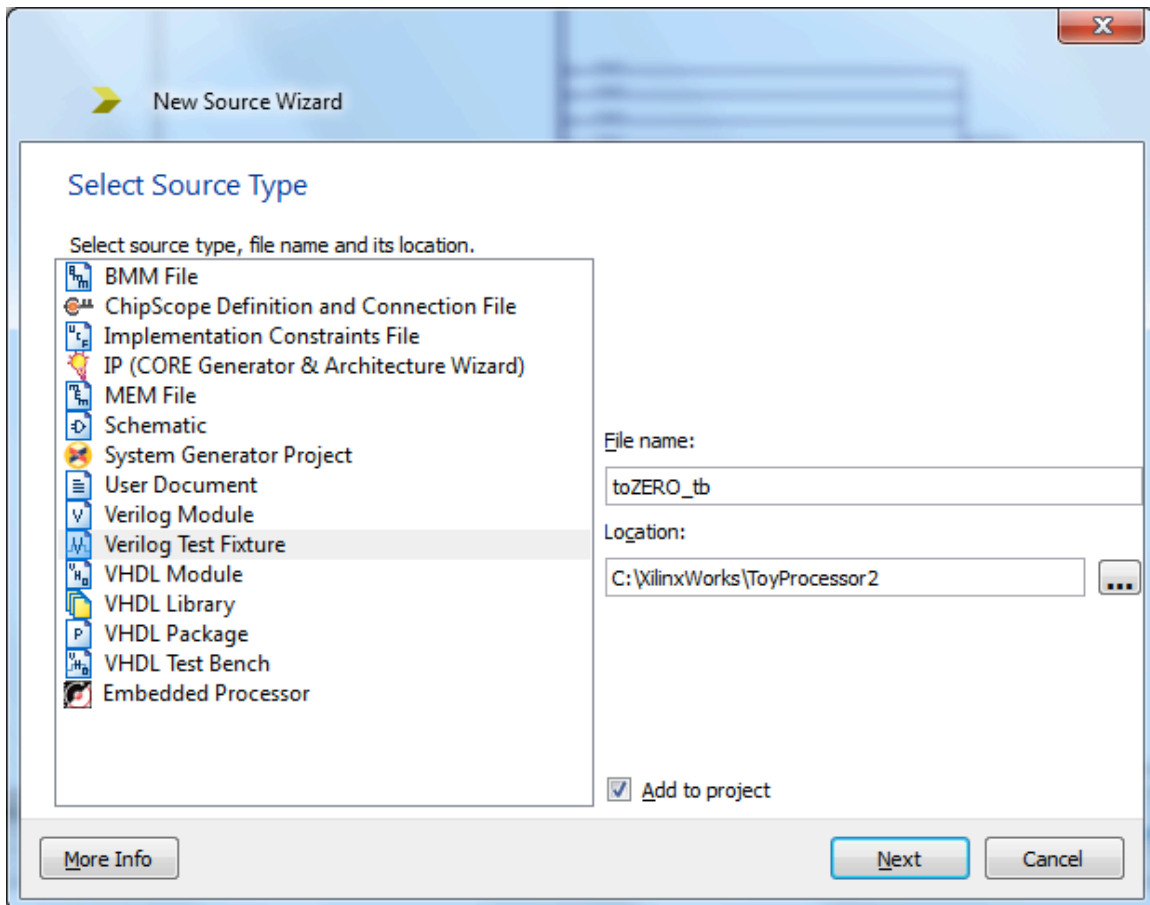 New Source Wizard
Select Source Type
Select source type, file name and its location.
BMM File
ChipScope Definition and Connection File
Implementation Constraints File
IP (CORE Generator & Architecture Wizard)
MEM File
Schematic
System Generator Project
User Document
Verilog Module
Verilog Test Fixture
VHDL Module
VHDL Library
VHDL Package
VHDL Test Bench
Embedded Processor
File name:
toZERO_tb
Location:
C:\XilinxWorks\ToyProcessor2
...
Add to project
More Info
Next
Cancel